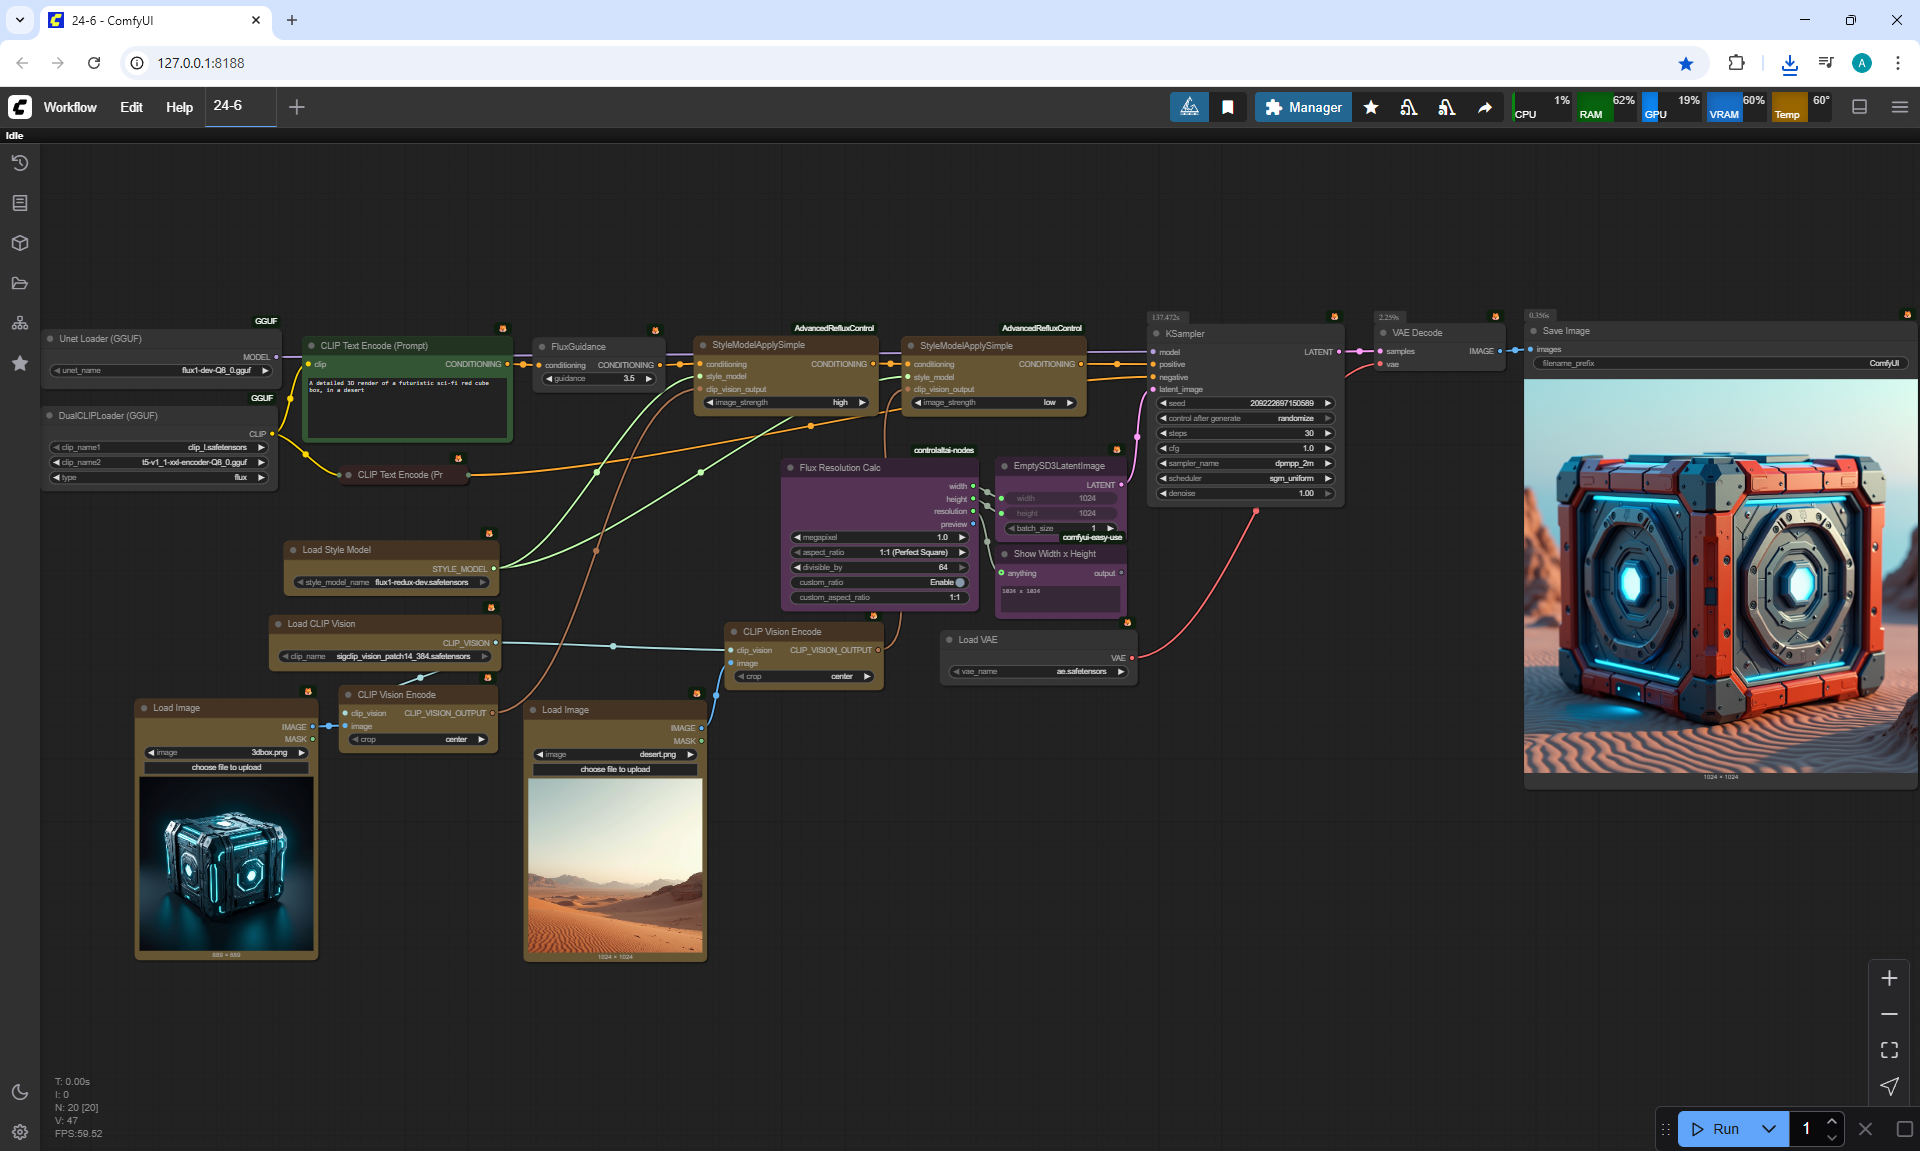 24-6 - ComfyUI
127.0.0.1:8188
A
Workflow
Edit
Help
24-6
Manager
CPU 1%
RAM 62%
GPU 19%
VRAM 60%
Temp 60°
Idle
GGUF
Unet Loader (GGUF)
MODEL
unet_name flux1-dev-Q8_0.gguf
GGUF
DualCLIPLoader (GGUF)
CLIP
clip_name1 clip_l.safetensors
clip_name2 t5-v1_1-xxl-encoder-Q8_0.gguf
type flux
CLIP Text Encode (Prompt)
clip CONDITIONING
A detailed 3D render of a futuristic sci-fi red cube
box, in a desert
CLIP Text Encode (Pr
FluxGuidance
conditioning CONDITIONING
guidance 3.5
AdvancedRefluxControl
StyleModelApplySimple
conditioning CONDITIONING
style_model
clip_vision_output
image_strength high
AdvancedRefluxControl
StyleModelApplySimple
conditioning CONDITIONING
style_model
clip_vision_output
image_strength low
137.472s
KSampler
model LATENT
positive
negative
latent_image
seed 209222697150589
control after generate randomize
steps 30
cfg 1.0
sampler_name dpmpp_2m
scheduler sgm_uniform
denoise 1.00
2.259s
VAE Decode
samples IMAGE
vae
0.356s
Save Image
images
filename_prefix ComfyUI
1024 × 1024
controlaltai-nodes
Flux Resolution Calc
width
height
resolution
preview
megapixel 1.0
aspect_ratio 1:1 (Perfect Square)
divisible_by 64
custom_ratio Enable
custom_aspect_ratio 1:1
EmptySD3LatentImage
LATENT
width 1024
height 1024
batch_size 1
comfyui-easy-use
Show Width x Height
anything output
1024 x 1024
Load VAE
VAE
vae_name ae.safetensors
Load Style Model
STYLE_MODEL
style_model_name flux1-redux-dev.safetensors
Load CLIP Vision
CLIP_VISION
clip_name sigclip_vision_patch14_384.safetensors
CLIP Vision Encode
clip_vision CLIP_VISION_OUTPUT
image
crop center
CLIP Vision Encode
clip_vision CLIP_VISION_OUTPUT
image
crop center
Load Image
IMAGE
MASK
image 3dbox.png
choose file to upload
889 × 889
Load Image
IMAGE
MASK
image desert.png
choose file to upload
1024 × 1024
T: 0.00s
I: 0
N: 20 [20]
V: 47
FPS:59.52
Run
1